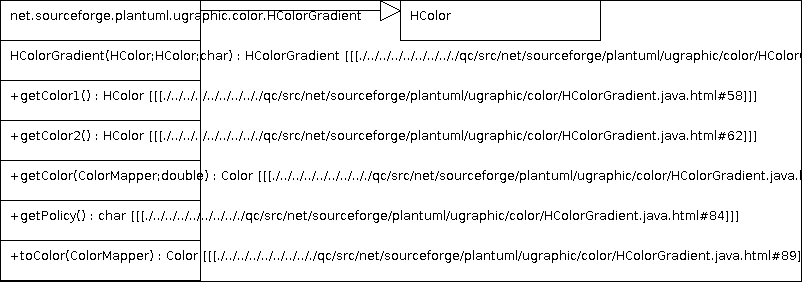 net.sourceforge.plantuml.ugraphic.color.HColorGradient
HColor
HColorGradient(HColor;HColor;char) : HColorGradient [[[./../../../../../../../../qc/src/net/sourceforge/plantuml/ugraphic/color/HColorG
+getColor1() : HColor [[[./../../../../../../../../qc/src/net/sourceforge/plantuml/ugraphic/color/HColorGradient.java.html#58]]]
+getColor2() : HColor [[[./../../../../../../../../qc/src/net/sourceforge/plantuml/ugraphic/color/HColorGradient.java.html#62]]]
+getColor(ColorMapper;double) : Color [[[./../../../../../../../../qc/src/net/sourceforge/plantuml/ugraphic/color/HColorGradient.java.h
+getPolicy() : char [[[./../../../../../../../../qc/src/net/sourceforge/plantuml/ugraphic/color/HColorGradient.java.html#84]]]
+toColor(ColorMapper) : Color [[[./../../../../../../../../qc/src/net/sourceforge/plantuml/ugraphic/color/HColorGradient.java.html#89]